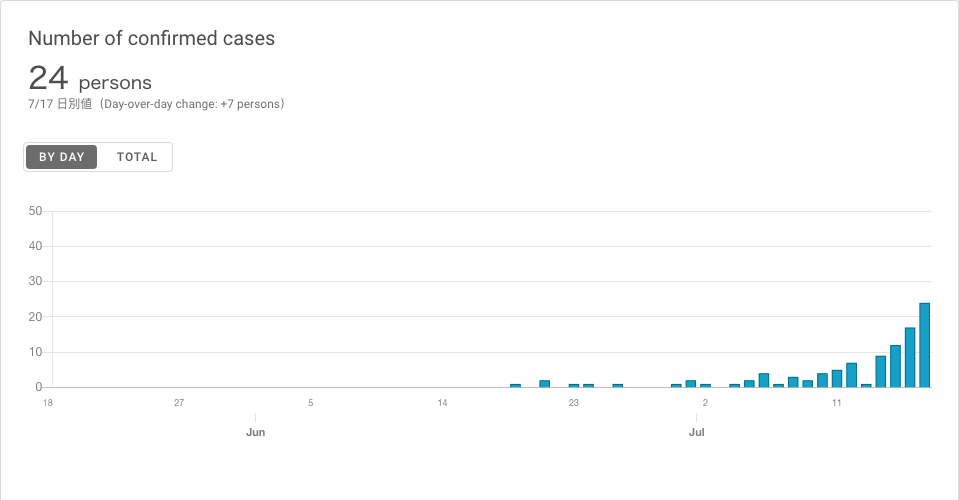 Number of confirmed cases
24 persons
7/17 日別値（Day-over-day change: +7 persons）
BY DAY TOTAL
50
40
30
20
10
0
18 27 5 14 23 2 11
Jun Jul